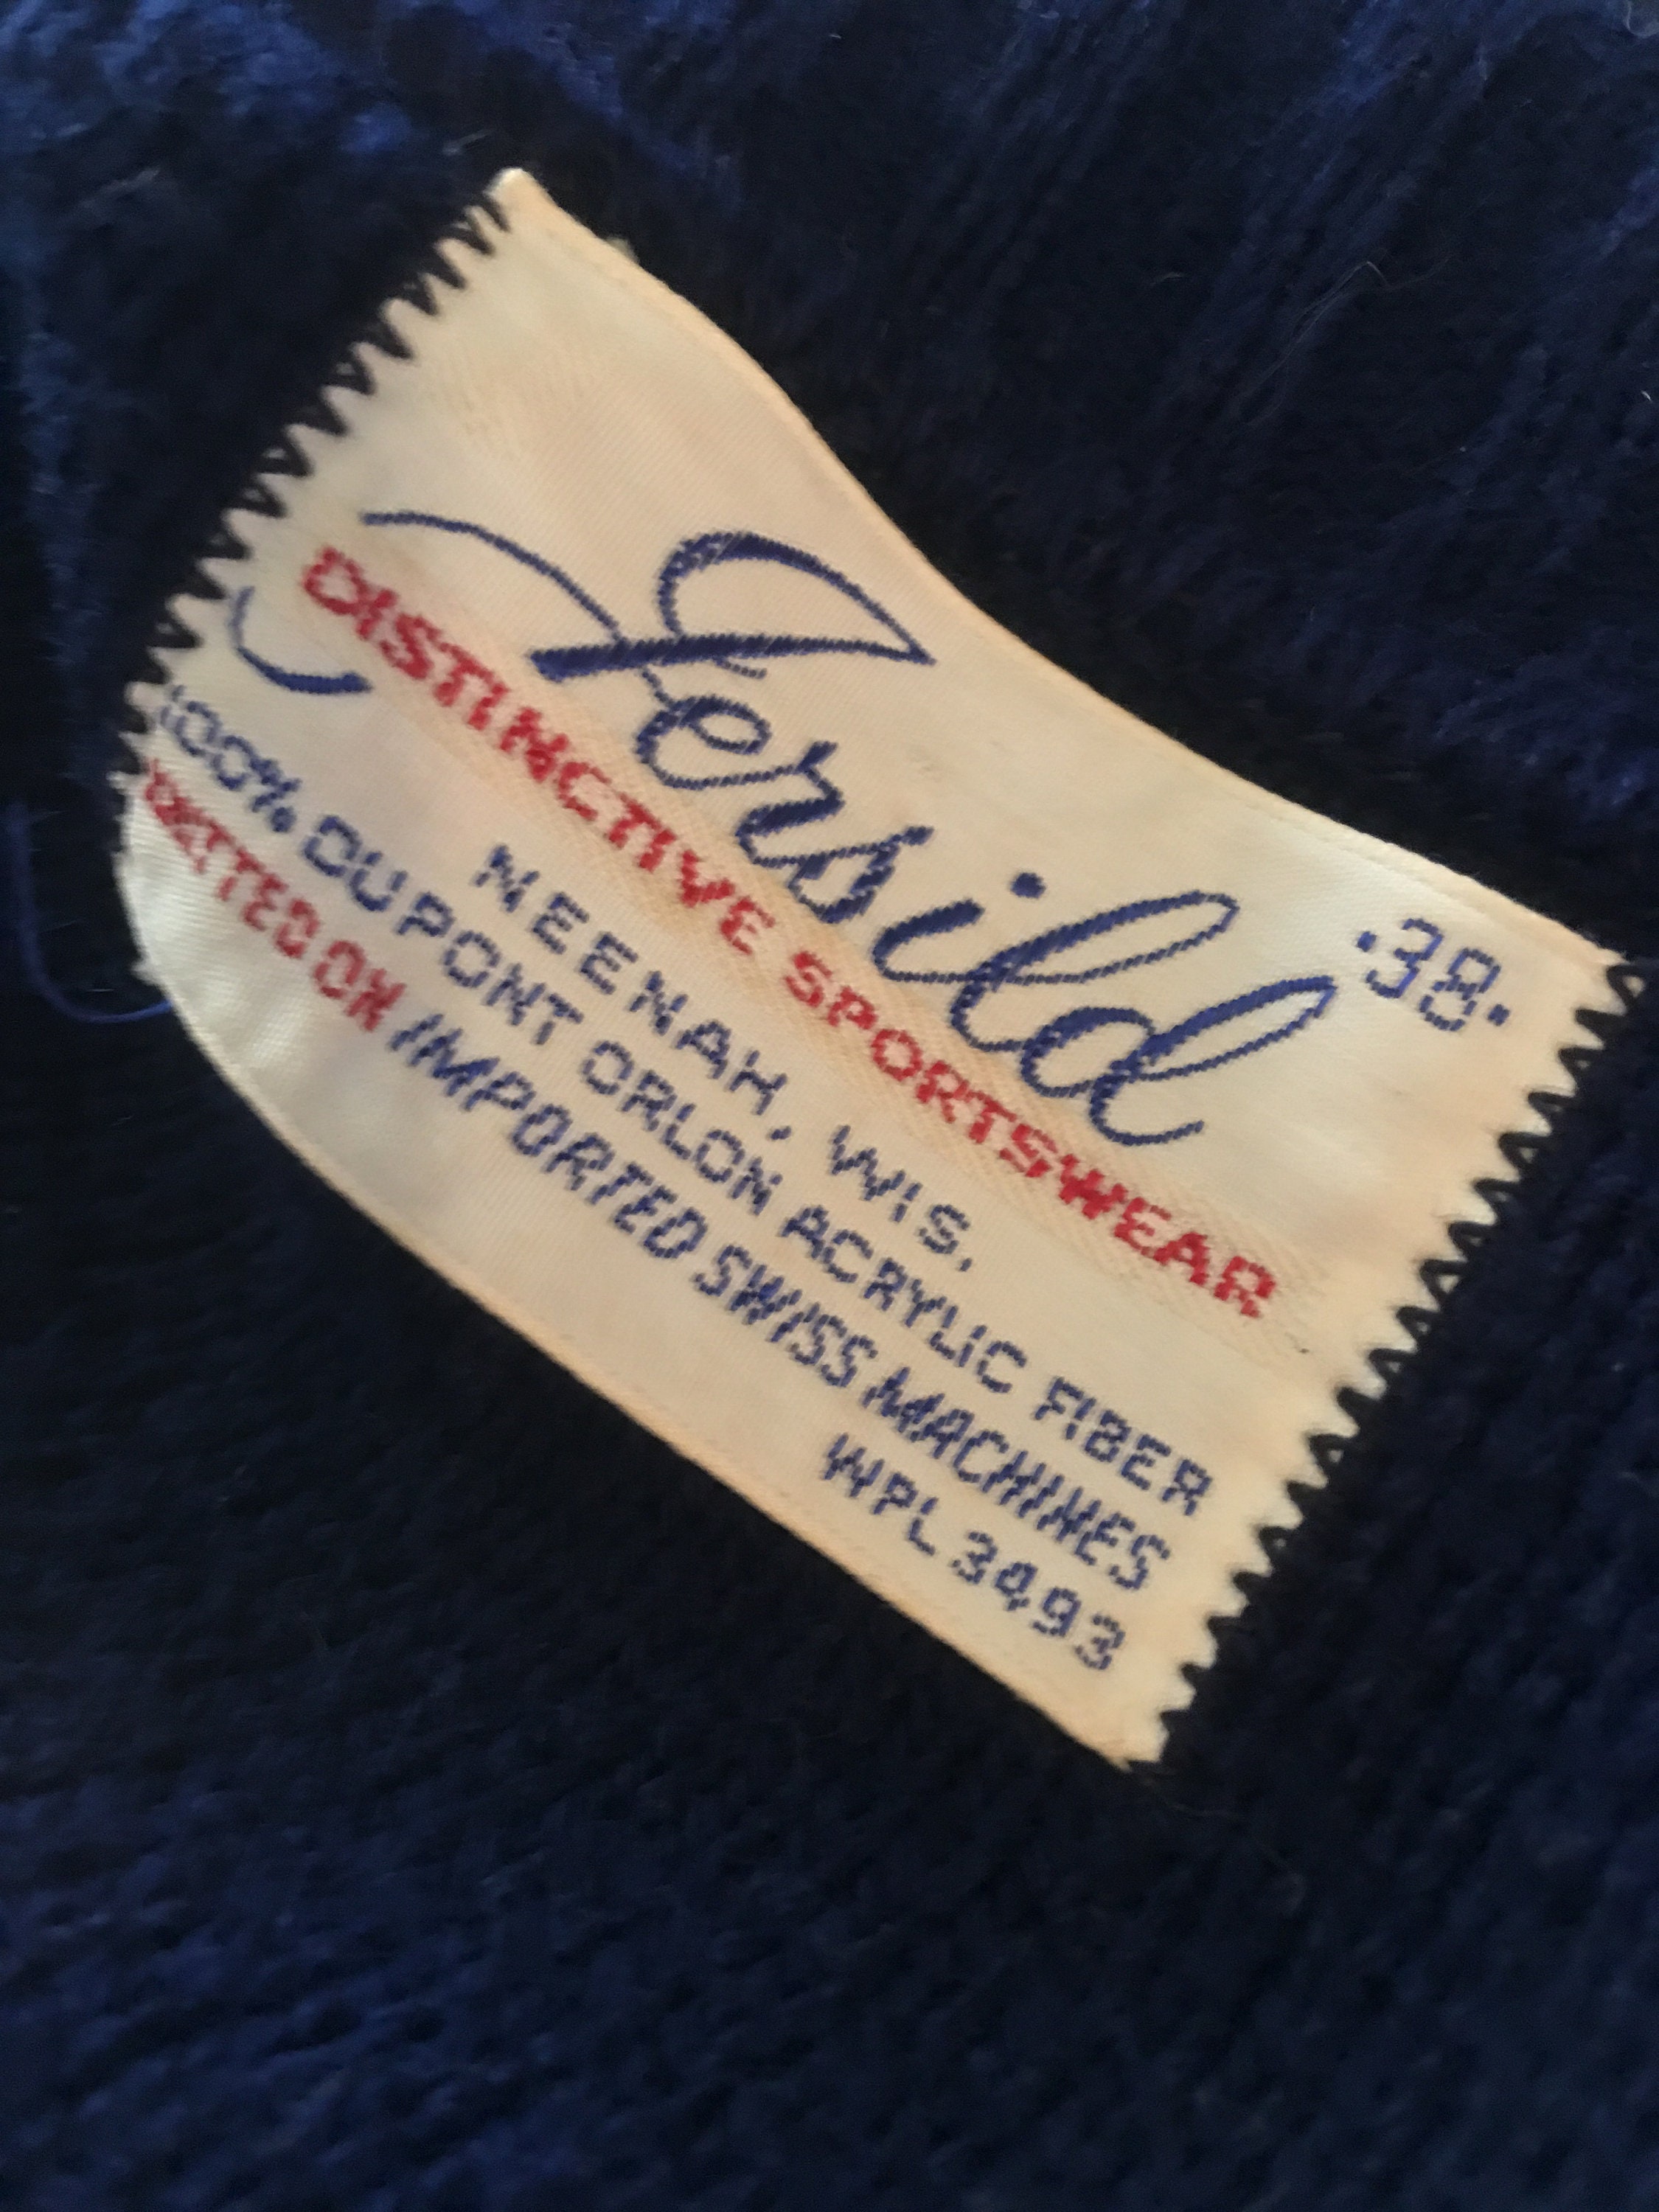 Jersild
·38·
DISTINCTIVE SPORTSWEAR
NEENAH, WIS.
100% DUPONT ORLON ACRYLIC FIBER
KNITTED ON IMPORTED SWISS MACHINES
WPL 3493